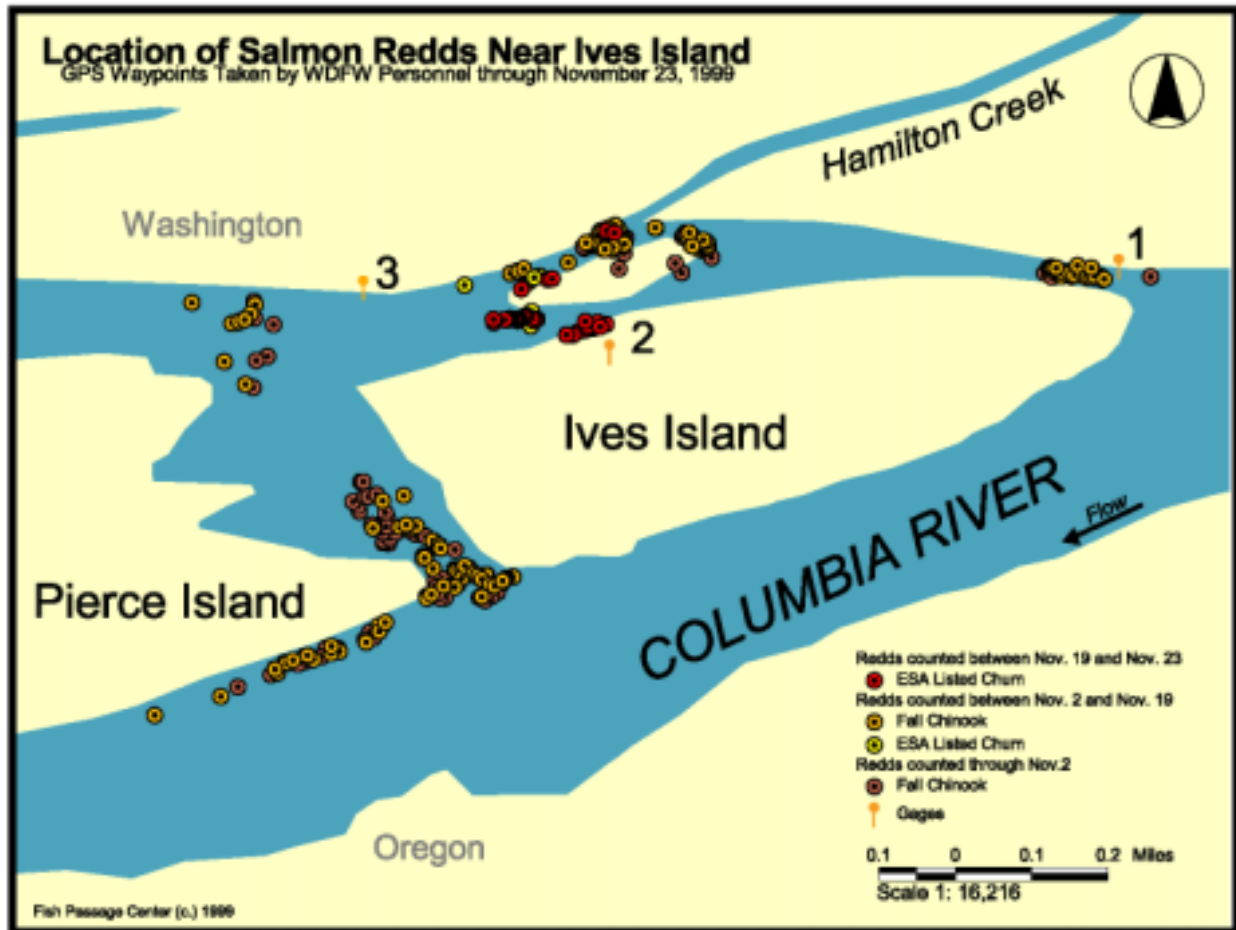 Location of Salmon Redds Near Ives Island
GPS Waypoints Taken by WDFW Personnel through November 23, 1999
Hamilton Creek
Washington
3
1
2
Ives Island
COLUMBIA RIVER
Flow
Pierce Island
Oregon
Redds counted between Nov. 19 and Nov. 23
ESA Listed Chum
Redds counted between Nov. 2 and Nov. 19
Fall Chinook
ESA Listed Chum
Redds counted through Nov.2
Fall Chinook
Gages
0.1 0 0.1 0.2 Miles
Scale 1: 16,216
Fish Passage Center (c.) 1999